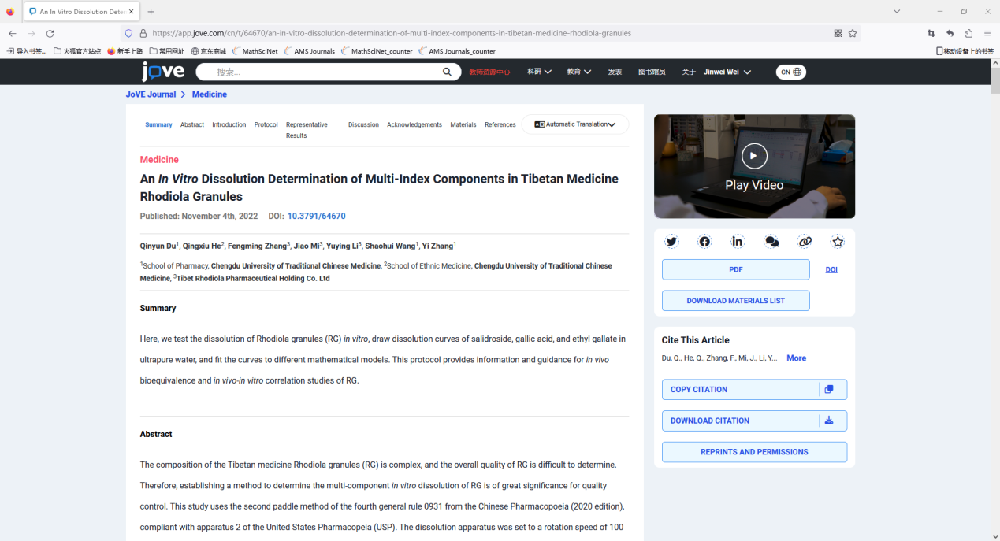 An In Vitro Dissolution Deter
https://app.jove.com/cn/t/64670/an-in-vitro-dissolution-determination-of-multi-index-components-in-tibetan-medicine-rhodiola-granules
导入书签... 火狐官方站点 新手上路 常用网址 京东商城 MathSciNet AMS Journals MathSciNet_counter AMS Journals_counter 移动设备上的书签
jove 搜索... 教师资源中心 科研 教育 发表 图书馆员 关于 Jinwei Wei CN
JoVE Journal > Medicine
Summary Abstract Introduction Protocol Representative Results Discussion Acknowledgements Materials References Automatic Translation
Medicine
An In Vitro Dissolution Determination of Multi-Index Components in Tibetan Medicine
Rhodiola Granules
Published: November 4th, 2022 DOI: 10.3791/64670
Qinyun Du1, Qingxiu He2, Fengming Zhang3, Jiao Mi3, Yuying Li3, Shaohui Wang1, Yi Zhang1
1School of Pharmacy, Chengdu University of Traditional Chinese Medicine, 2School of Ethnic Medicine, Chengdu University of Traditional Chinese
Medicine, 3Tibet Rhodiola Pharmaceutical Holding Co. Ltd
Summary
Here, we test the dissolution of Rhodiola granules (RG) in vitro, draw dissolution curves of salidroside, gallic acid, and ethyl gallate in
ultrapure water, and fit the curves to different mathematical models. This protocol provides information and guidance for in vivo
bioequivalence and in vivo-in vitro correlation studies of RG.
Abstract
The composition of the Tibetan medicine Rhodiola granules (RG) is complex, and the overall quality of RG is difficult to determine.
Therefore, establishing a method to determine the multi-component in vitro dissolution of RG is of great significance for quality
control. This study uses the second paddle method of the fourth general rule 0931 from the Chinese Pharmacopoeia (2020 edition),
compliant with apparatus 2 of the United States Pharmacopeia (USP). The dissolution apparatus was set to a rotation speed of 100
Play Video
PDF DOI
DOWNLOAD MATERIALS LIST
Cite This Article
Du, Q., He, Q., Zhang, F., Mi, J., Li, Y... More
COPY CITATION
DOWNLOAD CITATION
REPRINTS AND PERMISSIONS